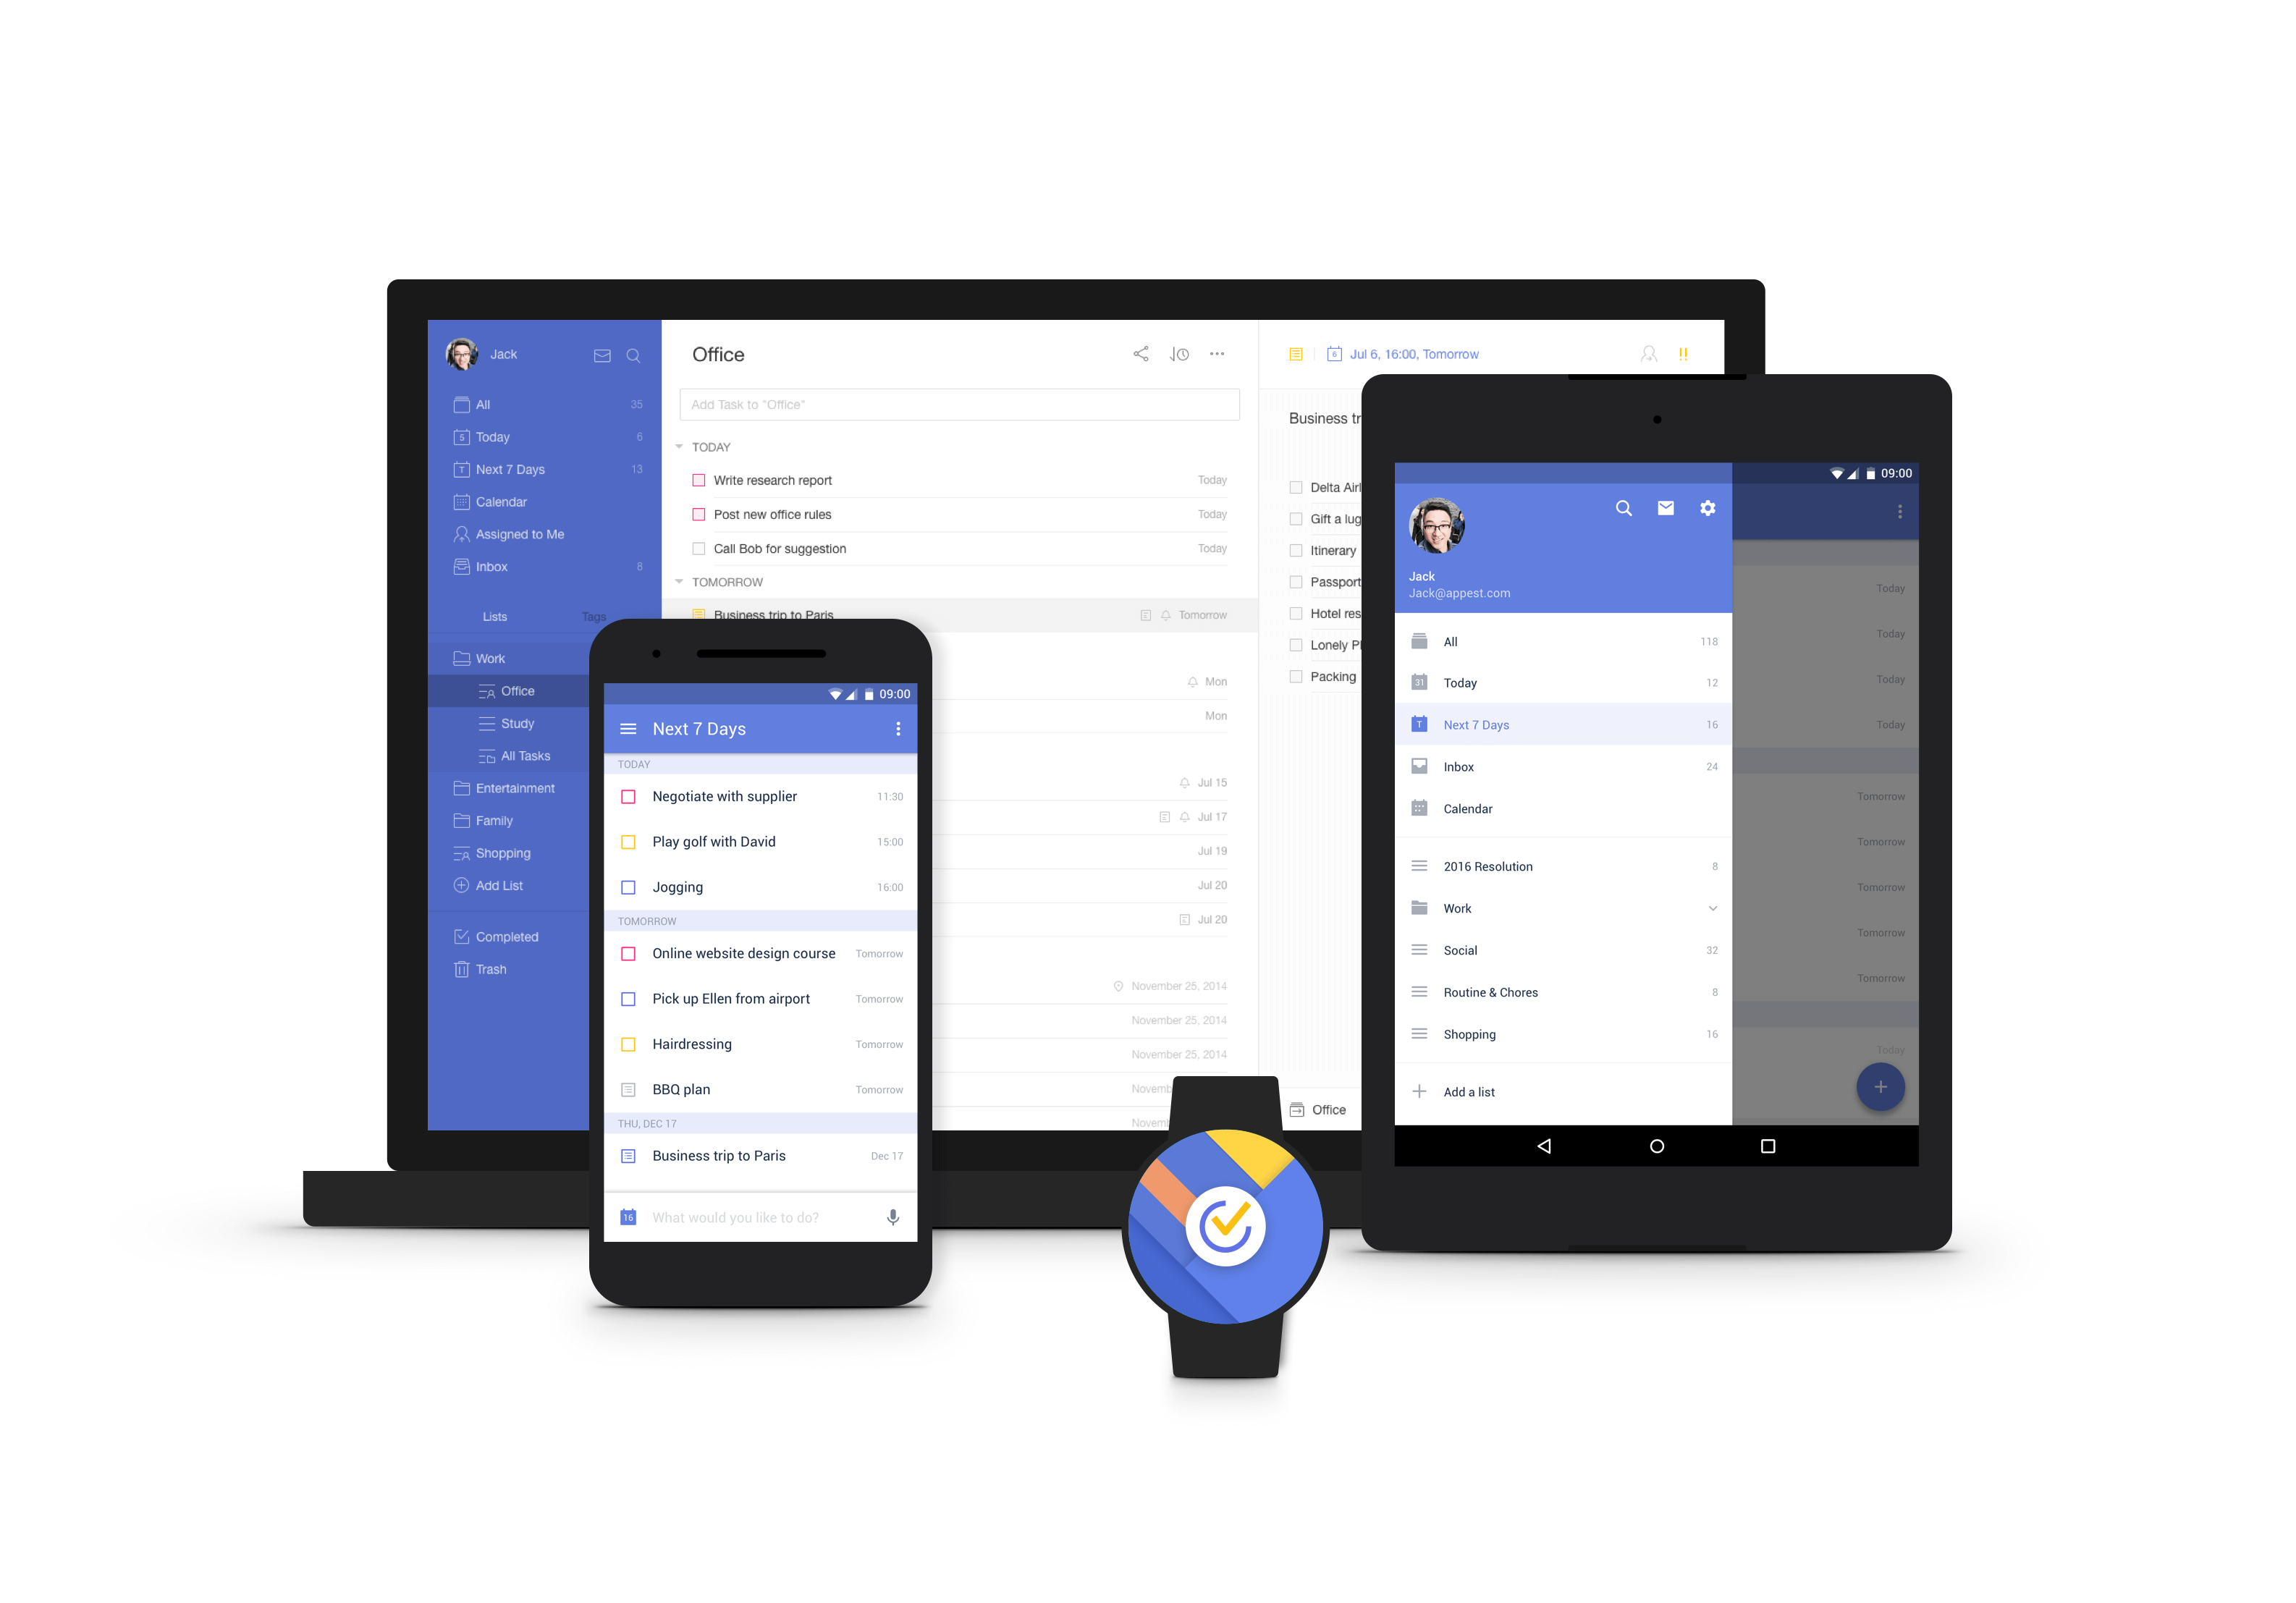 Jack
All 35
5 Today 6
T Next 7 Days 13
Calendar
Assigned to Me
Inbox 8
Lists Tags
Work
Office
Study
All Tasks
Entertainment
Family
Shopping
Add List
Completed
Trash
Office
Add Task to "Office"
TODAY
Write research report Today
Post new office rules Today
Call Bob for suggestion Today
TOMORROW
Business trip to Paris Tomorrow
Mon
Mon
Jul 15
Jul 17
Jul 19
Jul 20
Jul 20
November 25, 2014
November 25, 2014
November 25, 2014
6 Jul 6, 16:00, Tomorrow !!
Business
Delta
Gift a
Itinerary
Passport
Hotel
Lonely
Packing
Office
09:00
Next 7 Days
TODAY
Negotiate with supplier 11:30
Play golf with David 15:00
Jogging 16:00
TOMORROW
Online website design course Tomorrow
Pick up Ellen from airport Tomorrow
Hairdressing Tomorrow
BBQ plan Tomorrow
THU, DEC 17
Business trip to Paris Dec 17
16 What would you like to do?
09:00
Jack
Jack@appest.com
All 118
31 Today 12
T Next 7 Days 16
Inbox 24
Calendar
2016 Resolution 8
Work
Social 32
Routine & Chores 8
Shopping 16
+ Add a list
Today
Today
Today
Today
Tomorrow
Tomorrow
Tomorrow
Tomorrow
Tomorrow
Today
+